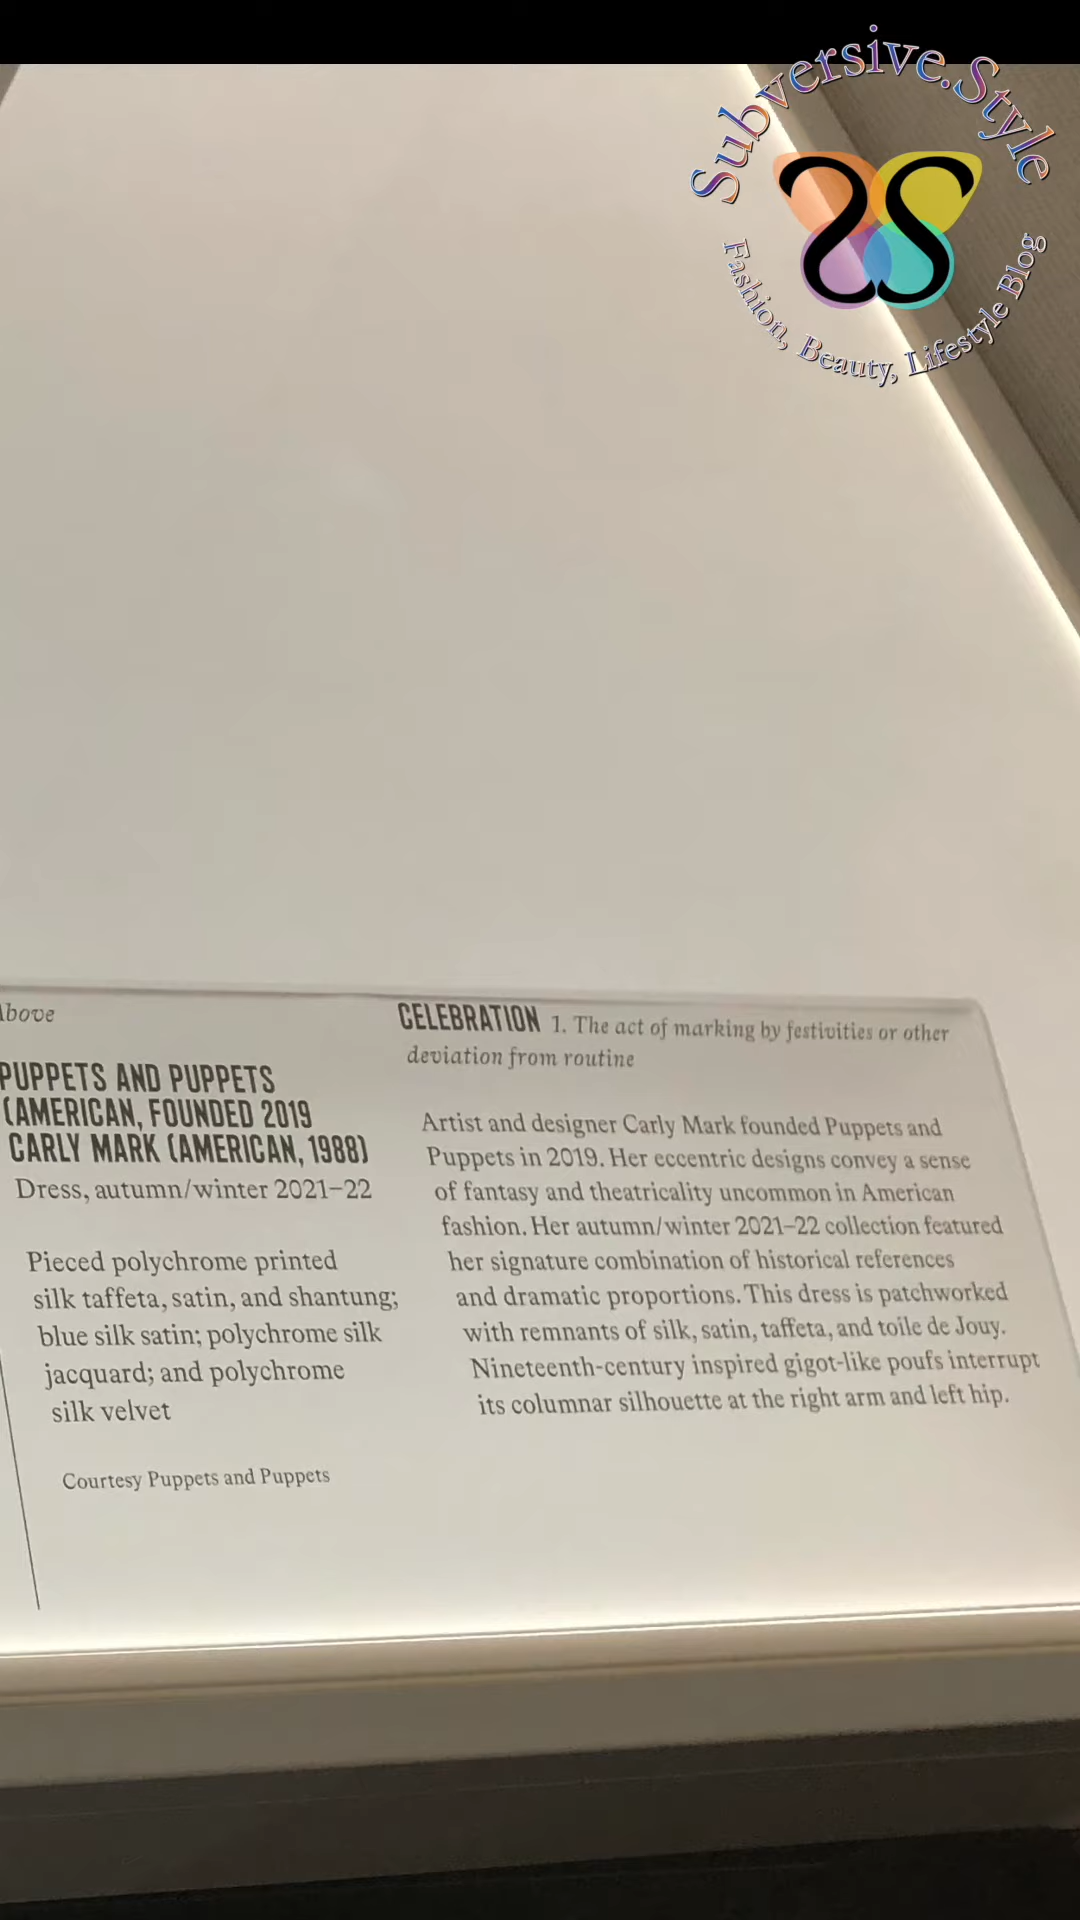 Subversive.Style
Fashion, Beauty, Lifestyle Blog
Above
PUPPETS AND PUPPETS
(AMERICAN, FOUNDED 2019
CARLY MARK (AMERICAN, 1988)
Dress, autumn/winter 2021–22
Pieced polychrome printed
silk taffeta, satin, and shantung;
blue silk satin; polychrome silk
jacquard; and polychrome
silk velvet
Courtesy Puppets and Puppets
CELEBRATION 1. The act of marking by festivities or other
deviation from routine
Artist and designer Carly Mark founded Puppets and
Puppets in 2019. Her eccentric designs convey a sense
of fantasy and theatricality uncommon in American
fashion. Her autumn/winter 2021–22 collection featured
her signature combination of historical references
and dramatic proportions. This dress is patchworked
with remnants of silk, satin, taffeta, and toile de Jouy.
Nineteenth-century inspired gigot-like poufs interrupt
its columnar silhouette at the right arm and left hip.